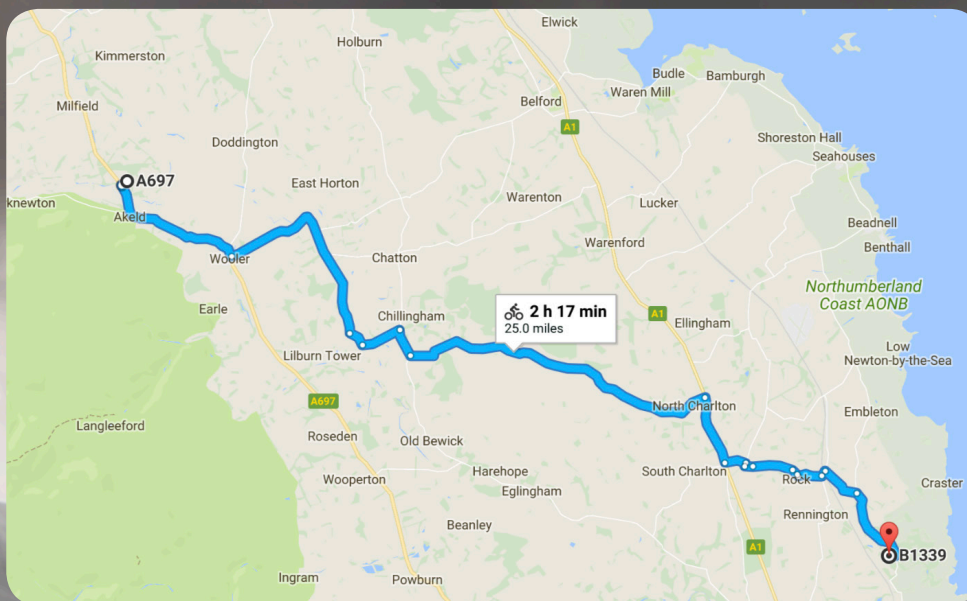 Elwick
Holburn
Kimmerston
Budle
Bamburgh
Waren Mill
Belford
Milfield
A1
Shoreston Hall
Doddington
Seahouses
A697
East Horton
knewton
Warenton
Lucker
Akeld
Beadnell
Warenford
Benthall
Wooler
Chatton
Northumberland
Coast AONB
2 h 17 min
25.0 miles
Earle
A1
Chillingham
Ellingham
Low
Newton-by-the-Sea
Lilburn Tower
A697
North Charlton
Embleton
Langleeford
Roseden
Old Bewick
Harehope
South Charlton
Rock
Craster
Wooperton
Eglingham
Rennington
Beanley
A1
B1339
Ingram
Powburn